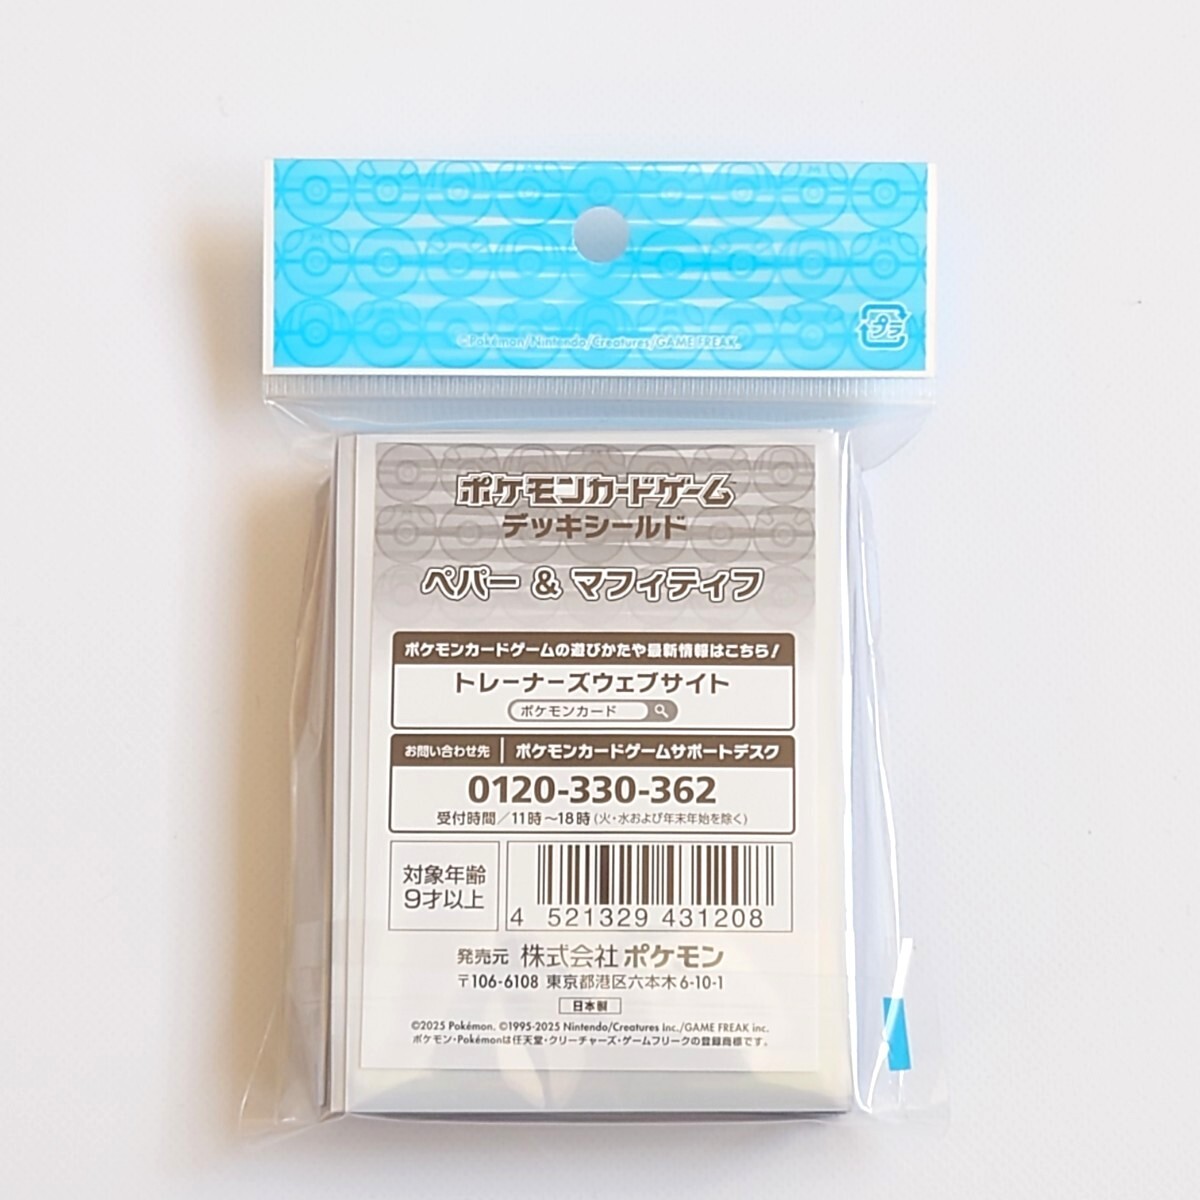 ©Pokémon/Nintendo/Creatures/GAME FREAK.
プラ
ポケモンカードゲーム
デッキシールド
ペパー & マフィティフ
ポケモンカードゲームの遊びかたや最新情報はこちら!
トレーナーズウェブサイト
ポケモンカード
お問い合わせ先 ポケモンカードゲームサポートデスク
0120-330-362
受付時間/11時~18時(火・水および年末年始を除く)
対象年齢
9才以上
4 521329 431208
発売元 株式会社ポケモン
〒106-6108 東京都港区六本木6-10-1
日本製
©2025 Pokémon. ©1995-2025 Nintendo/Creatures Inc./GAME FREAK inc.
ポケモン・Pokémonは任天堂・クリーチャーズ・ゲームフリークの登録商標です。